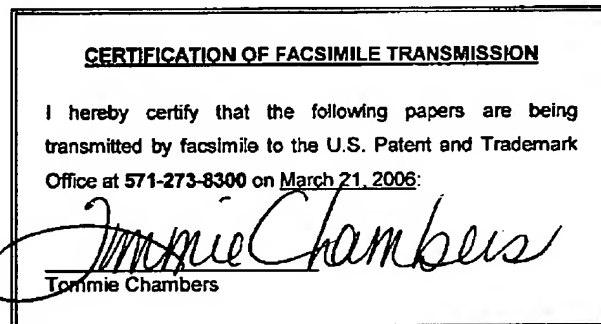 CERTIFICATION OF FACSIMILE TRANSMISSION
I hereby certify that the following papers are being
transmitted by facsimile to the U.S. Patent and Trademark
Office at 571-273-8300 on March 21, 2006:
Tommie Chambers
Tommie Chambers